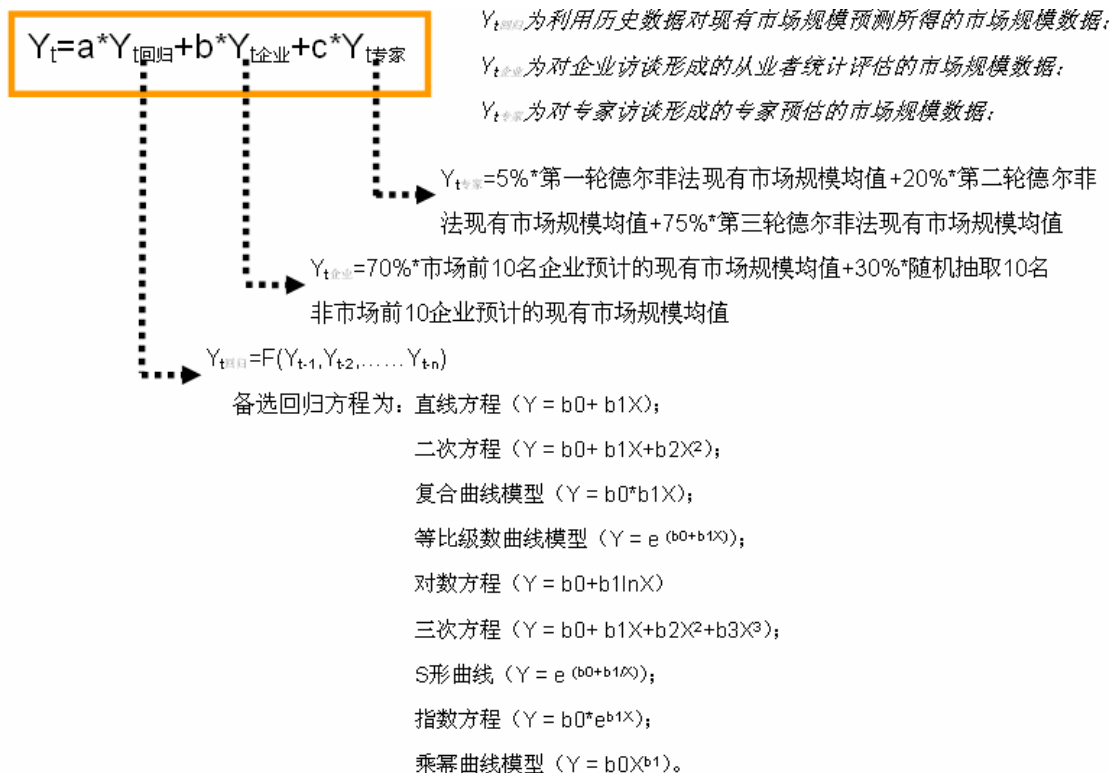 Yt=a*Yt回归+b*Yt企业+c*Yt专家
Yt回归为利用历史数据对现有市场规模预测所得的市场规模数据;
Yt企业为对企业访谈形成的从业者统计评估的市场规模数据;
Yt专家为对专家访谈形成的专家预估的市场规模数据;
Yt专家=5%*第一轮德尔菲法现有市场规模均值+20%*第二轮德尔菲
法现有市场规模均值+75%*第三轮德尔菲法现有市场规模均值
Yt企业=70%*市场前10名企业预计的现有市场规模均值+30%*随机抽取10名
非市场前10企业预计的现有市场规模均值
Yt回归=F(Yt-1,Yt-2,……Yt-n)
备选回归方程为：直线方程（Y = b0+ b1X）；
二次方程（Y = b0+ b1X+b2X²）；
复合曲线模型（Y = b0*b1X）；
等比级数曲线模型（Y = e (b0+b1X)）；
对数方程（Y = b0+b1lnX）
三次方程（Y = b0+ b1X+b2X²+b3X³）；
S形曲线（Y = e (b0+b1/X)）；
指数方程（Y = b0*eb1X）；
乘幂曲线模型（Y = b0Xb1）。